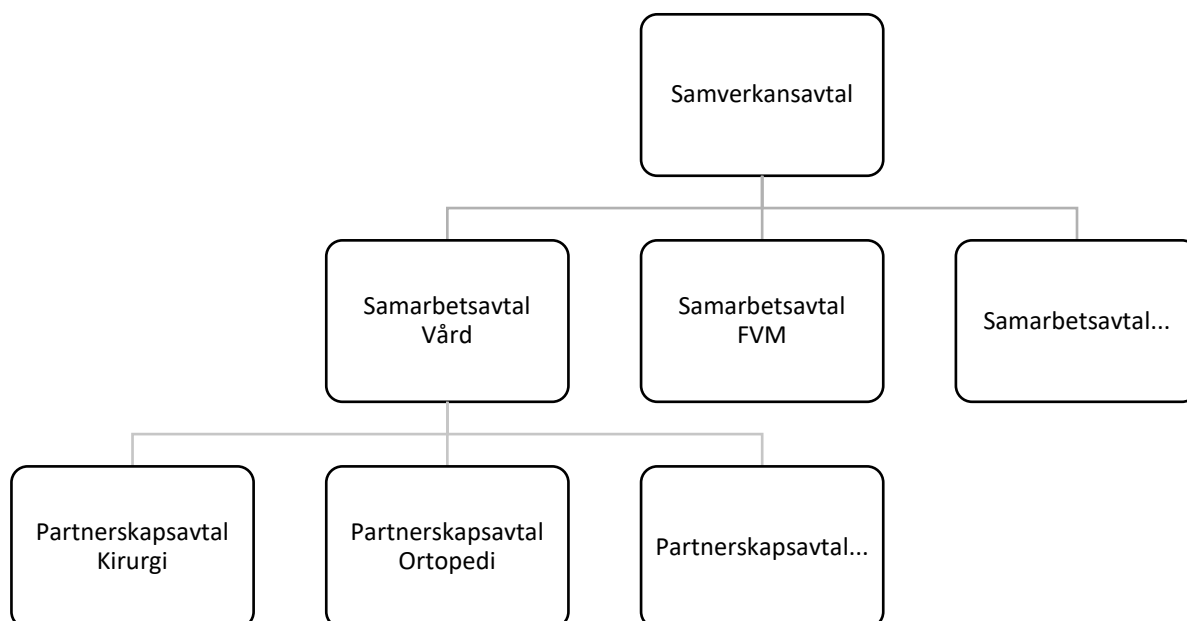 Samverkansavtal
Samarbetsavtal
Vård
Samarbetsavtal
FVM
Samarbetsavtal...
Partnerskapsavtal
Kirurgi
Partnerskapsavtal
Ortopedi
Partnerskapsavtal...